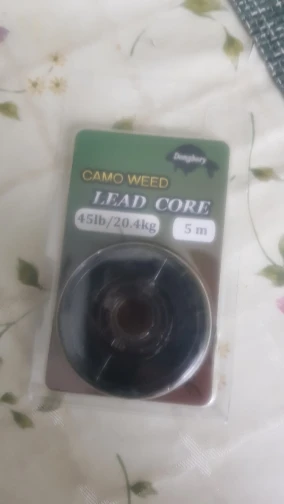 CAMO WEED
LEAD CORE
45lb/20.4kg
5 m